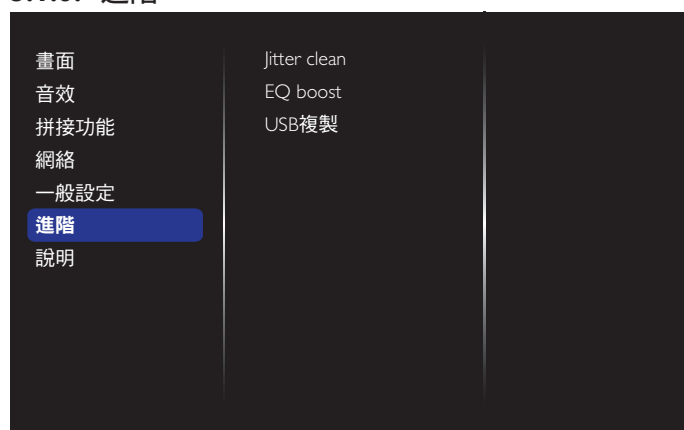 畫面
音效
拼接功能
網絡
一般設定
進階
說明
Jitter clean
EQ boost
USB複製